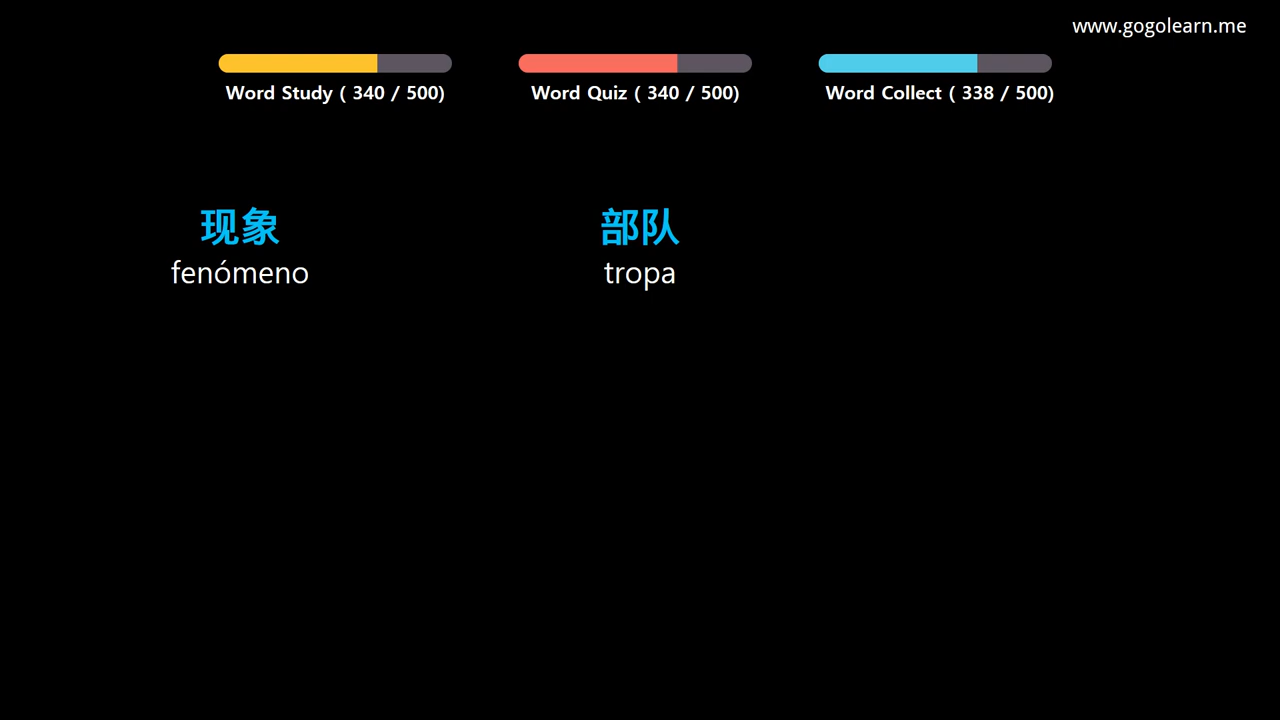 www.gogolearn.me
Word Study ( 340 / 500)
Word Quiz ( 340 / 500)
Word Collect ( 338 / 500)
现象
fenómeno
部队
tropa